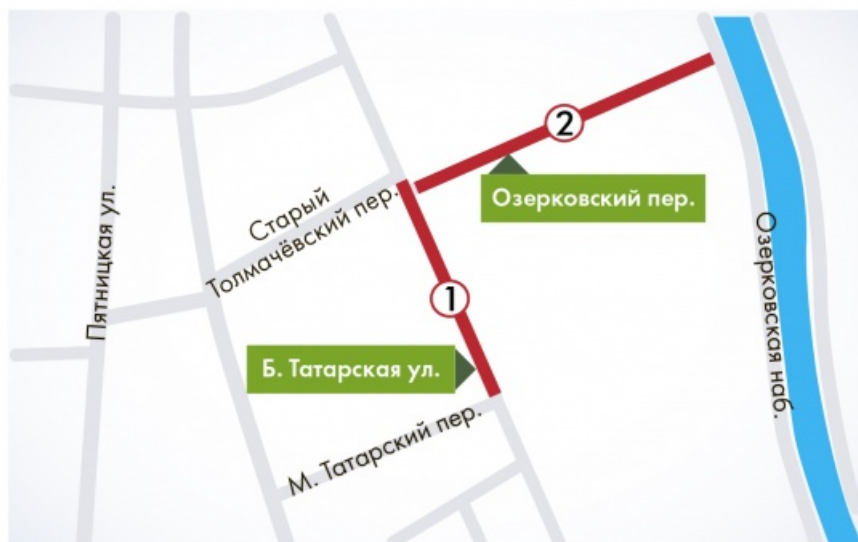 2
Озерковский пер.
Старый
Толмачёвский пер.
Пятницкая ул.
Озерковская наб.
1
Б. Татарская ул.
М. Татарский пер.